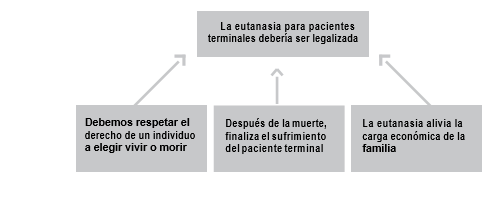 La eutanasia para pacientes
terminales debería ser legalizada
Debemos respetar el
derecho de un individuo
a elegir vivir o morir
Después de la muerte,
finaliza el sufrimiento
del paciente terminal
La eutanasia alivia la
carga económica de la
familia